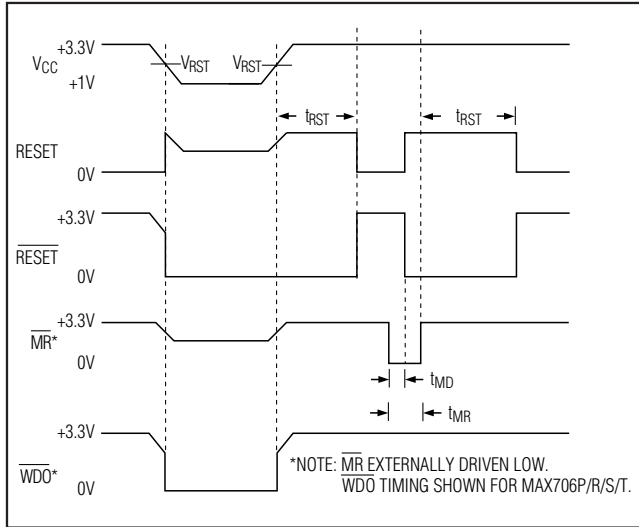 +3.3V
VCC
VRST
VRST
+1V
tRST
tRST
RESET
0V
+3.3V
RESET
0V
+3.3V
MR*
0V
tMD
tMR
+3.3V
WDO*
0V
*NOTE: MR EXTERNALLY DRIVEN LOW.
WDO TIMING SHOWN FOR MAX706P/R/S/T.